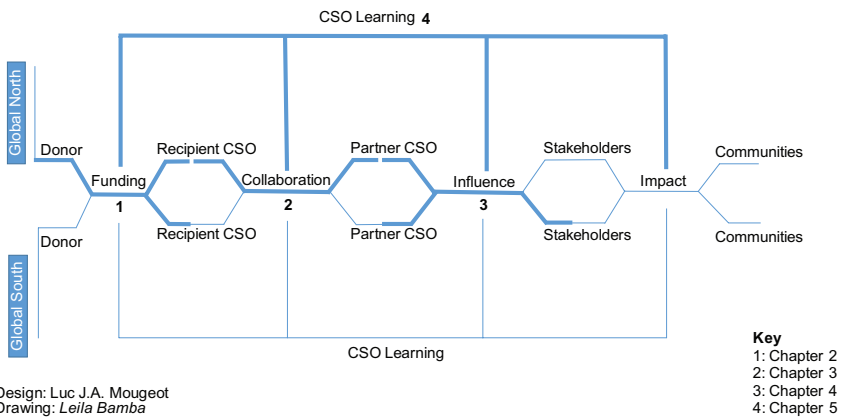 CSO Learning 4
Global North
Donor
Recipient CSO
Partner CSO
Stakeholders
Communities
Funding
Collaboration
Influence
Impact
1
2
3
Donor
Recipient CSO
Partner CSO
Stakeholders
Communities
Global South
CSO Learning
Key
1: Chapter 2
2: Chapter 3
3: Chapter 4
4: Chapter 5
Design: Luc J.A. Mougeot
Drawing: Leila Bamba